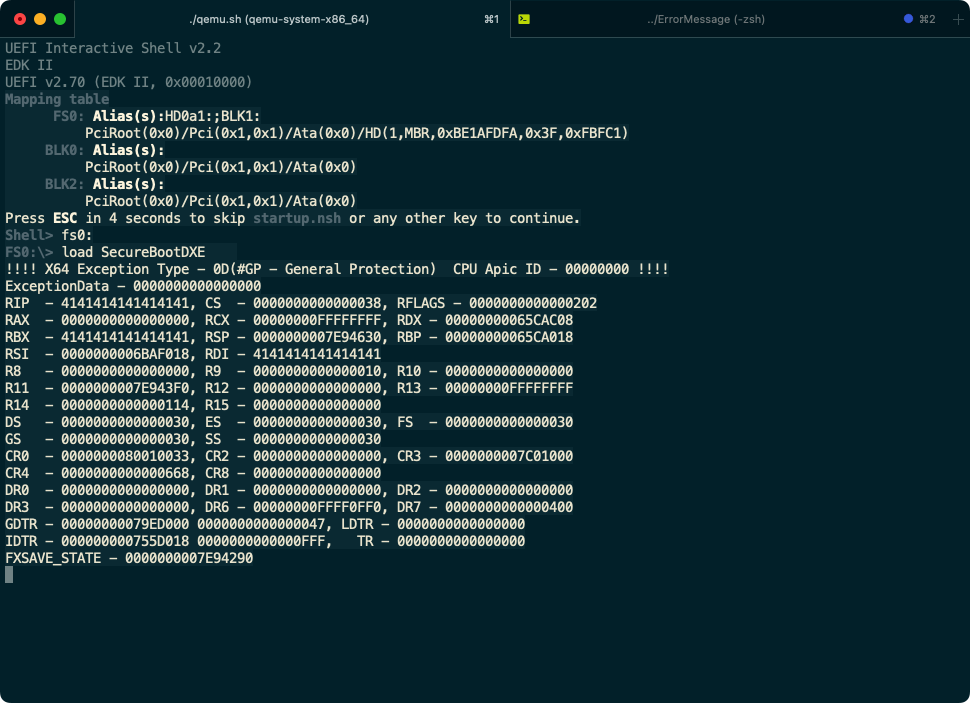 ./qemu.sh (qemu-system-x86_64) ⌘1 ../ErrorMessage (-zsh) ⌘2
UEFI Interactive Shell v2.2
EDK II
UEFI v2.70 (EDK II, 0x00010000)
Mapping table
FS0: Alias(s):HD0a1:;BLK1:
PciRoot(0x0)/Pci(0x1,0x1)/Ata(0x0)/HD(1,MBR,0xBE1AFDFA,0x3F,0xFBFC1)
BLK0: Alias(s):
PciRoot(0x0)/Pci(0x1,0x1)/Ata(0x0)
BLK2: Alias(s):
PciRoot(0x0)/Pci(0x1,0x1)/Ata(0x0)
Press ESC in 4 seconds to skip startup.nsh or any other key to continue.
Shell> fs0:
FS0:\> load SecureBootDXE
!!!! X64 Exception Type - 0D(#GP - General Protection)  CPU Apic ID - 00000000 !!!!
ExceptionData - 0000000000000000
RIP  - 4141414141414141, CS  - 0000000000000038, RFLAGS - 0000000000000202
RAX  - 0000000000000000, RCX - 00000000FFFFFFFF, RDX - 00000000065CAC08
RBX  - 4141414141414141, RSP - 0000000007E94630, RBP - 00000000065CA018
RSI  - 0000000006BAF018, RDI - 4141414141414141
R8   - 0000000000000000, R9  - 0000000000000010, R10 - 0000000000000000
R11  - 0000000007E943F0, R12 - 0000000000000000, R13 - 00000000FFFFFFFF
R14  - 0000000000000114, R15 - 0000000000000000
DS   - 0000000000000030, ES  - 0000000000000030, FS  - 0000000000000030
GS   - 0000000000000030, SS  - 0000000000000030
CR0  - 0000000080010033, CR2 - 0000000000000000, CR3 - 0000000007C01000
CR4  - 0000000000000668, CR8 - 0000000000000000
DR0  - 0000000000000000, DR1 - 0000000000000000, DR2 - 0000000000000000
DR3  - 0000000000000000, DR6 - 00000000FFFF0FF0, DR7 - 0000000000000400
GDTR - 00000000079ED000 0000000000000047, LDTR - 0000000000000000
IDTR - 000000000755D018 0000000000000FFF,   TR - 0000000000000000
FXSAVE_STATE - 0000000007E94290